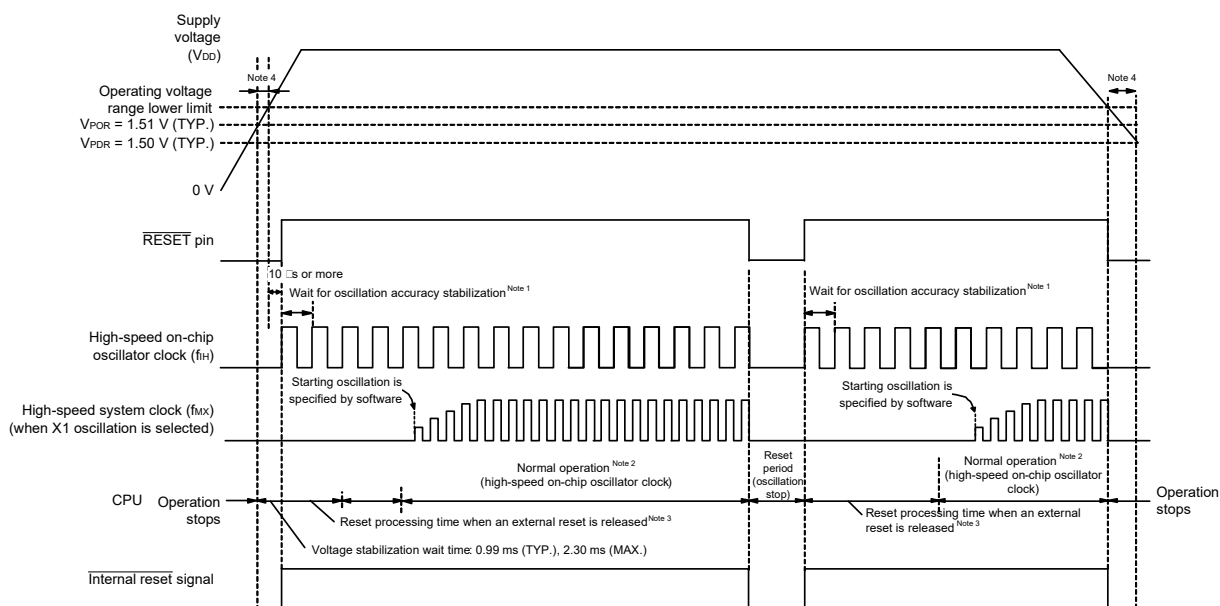 Supply
voltage
(VDD)
Note 4
Note 4
Operating voltage
range lower limit
VPOR = 1.51 V (TYP.)
VPDR = 1.50 V (TYP.)
0 V
RESET pin
10 □s or more
Wait for oscillation accuracy stabilization Note 1
Wait for oscillation accuracy stabilization Note 1
High-speed on-chip
oscillator clock (fIH)
Starting oscillation is
specified by software
Starting oscillation is
specified by software
High-speed system clock (fMX)
(when X1 oscillation is selected)
Normal operation Note 2
(high-speed on-chip oscillator clock)
Reset
period
(oscillation
stop)
Normal operation Note 2
(high-speed on-chip oscillator
clock)
CPU
Operation
stops
Operation
stops
Reset processing time when an external reset is released Note 3
Reset processing time when an external
reset is released Note 3
Voltage stabilization wait time: 0.99 ms (TYP.), 2.30 ms (MAX.)
Internal reset signal